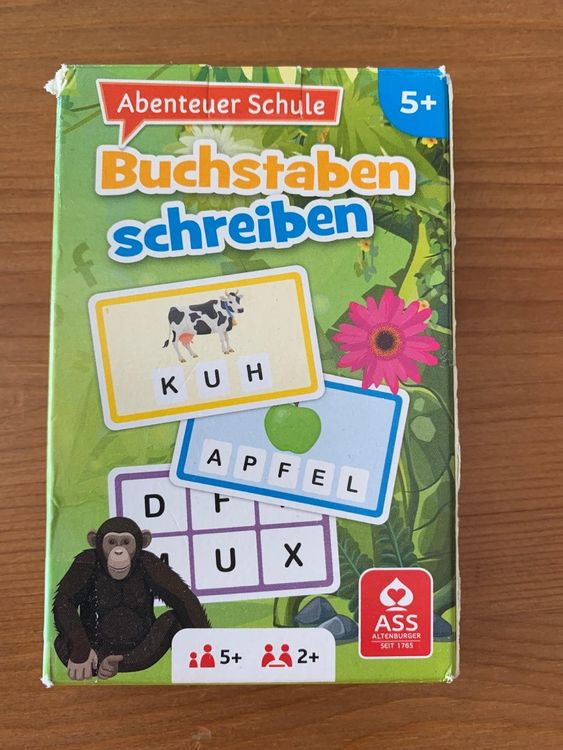 Abenteuer Schule
5+
Buchstaben
schreiben
KUH
APFEL
D F
U X
5+ 2+
ASS
ALTENBURGER
SEIT 1765